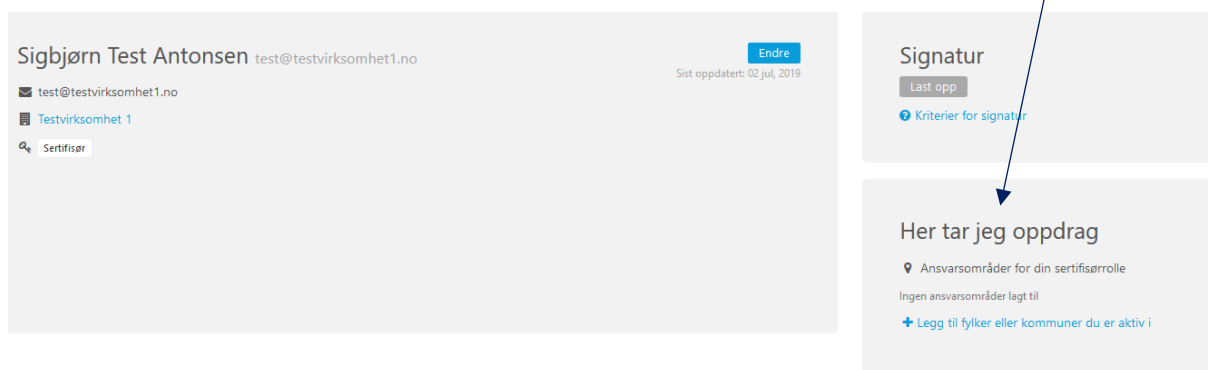 Sigbjørn Test Antonsen test@testvirksomhet1.no
Endre
Sist oppdatert: 02 jul, 2019
test@testvirksomhet1.no
Testvirksomhet 1
Sertifisør
Signatur
Last opp
Kriterier for signatur
Her tar jeg oppdrag
Ansvarsområder for din sertifisørrolle
Ingen ansvarsområder lagt til
Legg til fylker eller kommuner du er aktiv i